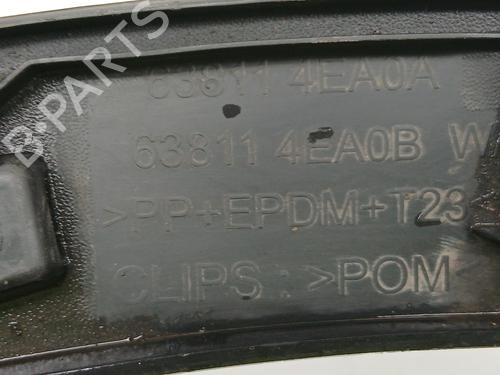 63811 4EA0A
63811 4EA0B W
>PP+EPDM+T23
CLIPS : >POM<
B-PARTS